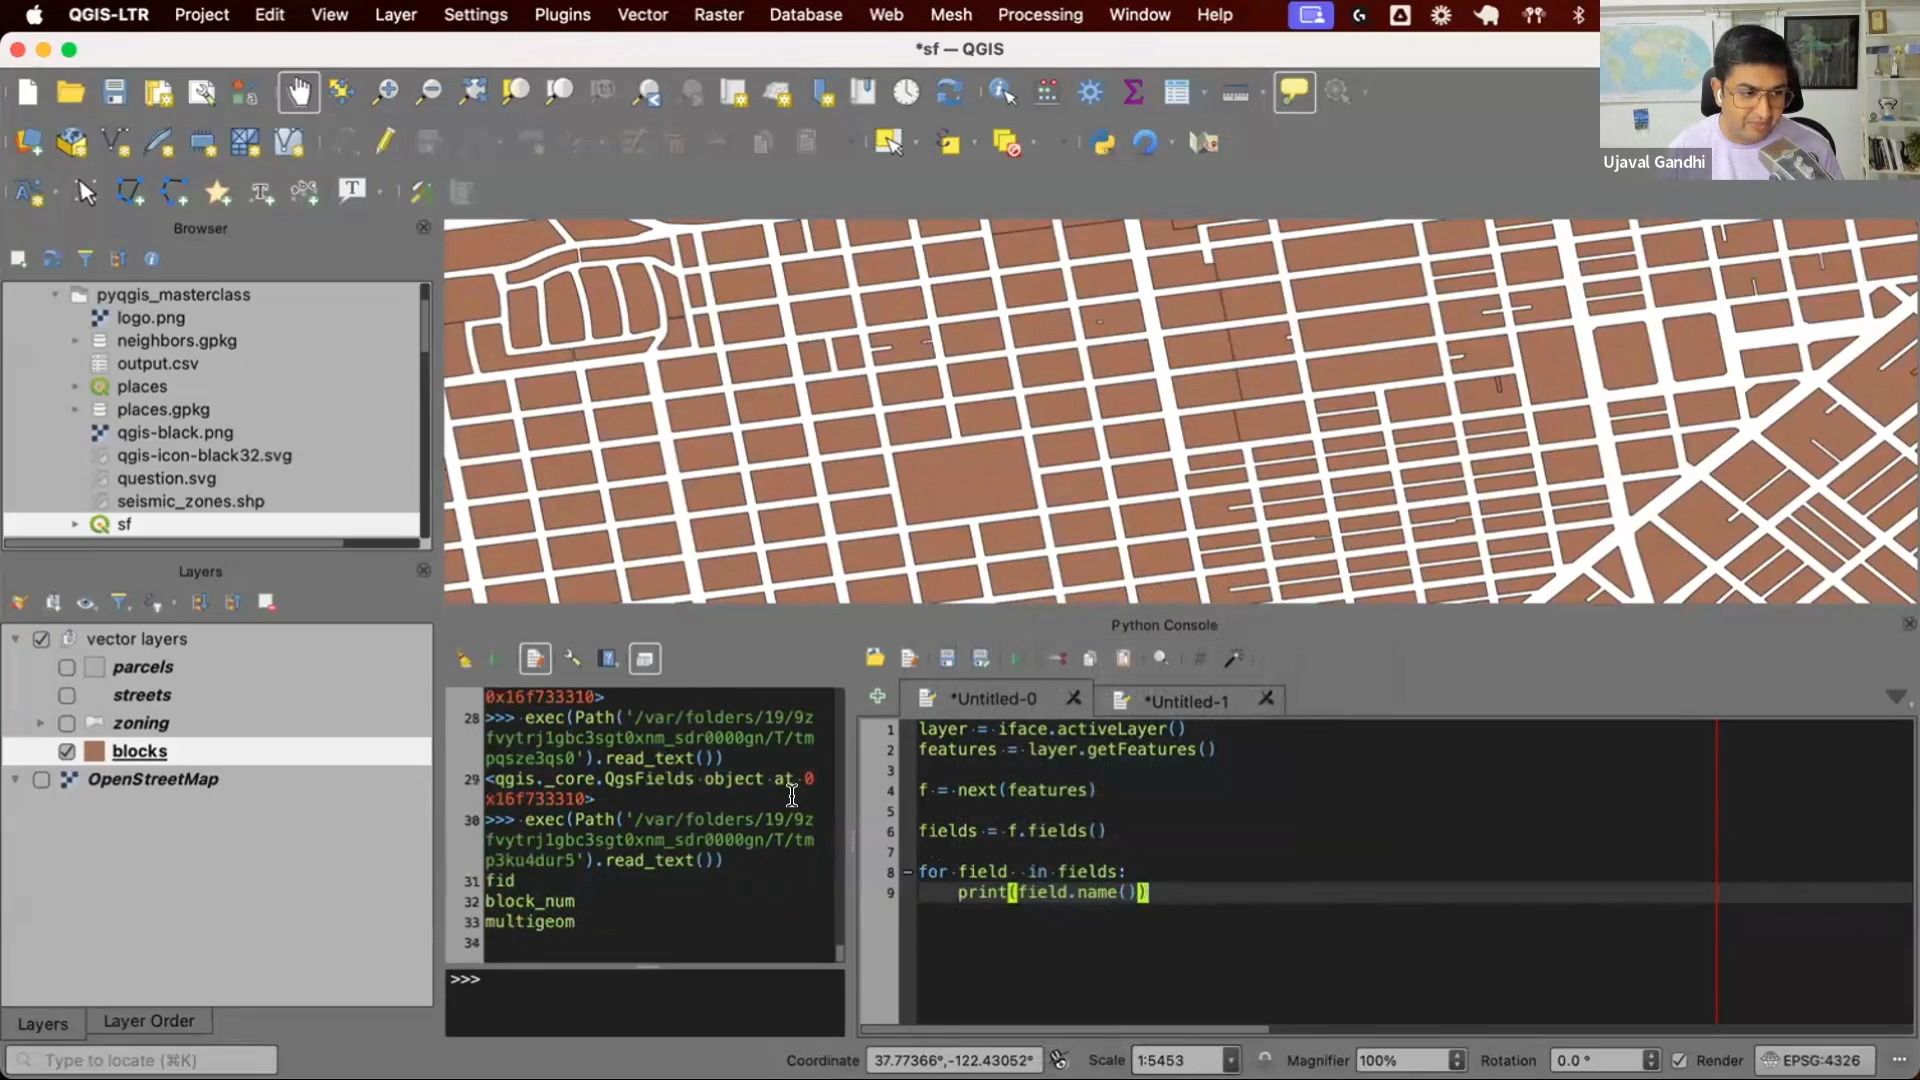 QGIS-LTR Project Edit View Layer Settings Plugins Vector Raster Database Web Mesh Processing Window Help
*sf — QGIS
Ujaval Gandhi
Browser
pyqgis_masterclass
logo.png
neighbors.gpkg
output.csv
places
places.gpkg
qgis-black.png
qgis-icon-black32.svg
question.svg
seismic_zones.shp
sf
Layers
vector layers
parcels
streets
zoning
blocks
OpenStreetMap
Layers Layer Order
Type to locate (⌘K)
Python Console
0x16f733310>
28 >>> exec(Path('/var/folders/19/9z
fvytrj1gbc3sgt0xnm_sdr0000gn/T/tm
pqsze3qs0').read_text())
29 <qgis._core.QgsFields object at 0
x16f733310>
30 >>> exec(Path('/var/folders/19/9z
fvytrj1gbc3sgt0xnm_sdr0000gn/T/tm
p3ku4dur5').read_text())
31 fid
32 block_num
33 multigeom
34
>>>
*Untitled-0 *Untitled-1
1 layer = iface.activeLayer()
2 features = layer.getFeatures()
3
4 f = next(features)
5
6 fields = f.fields()
7
8 for field  in fields:
9     print(field.name())
Coordinate 37.77366°,-122.43052° Scale 1:5453 Magnifier 100% Rotation 0.0 ° Render EPSG:4326